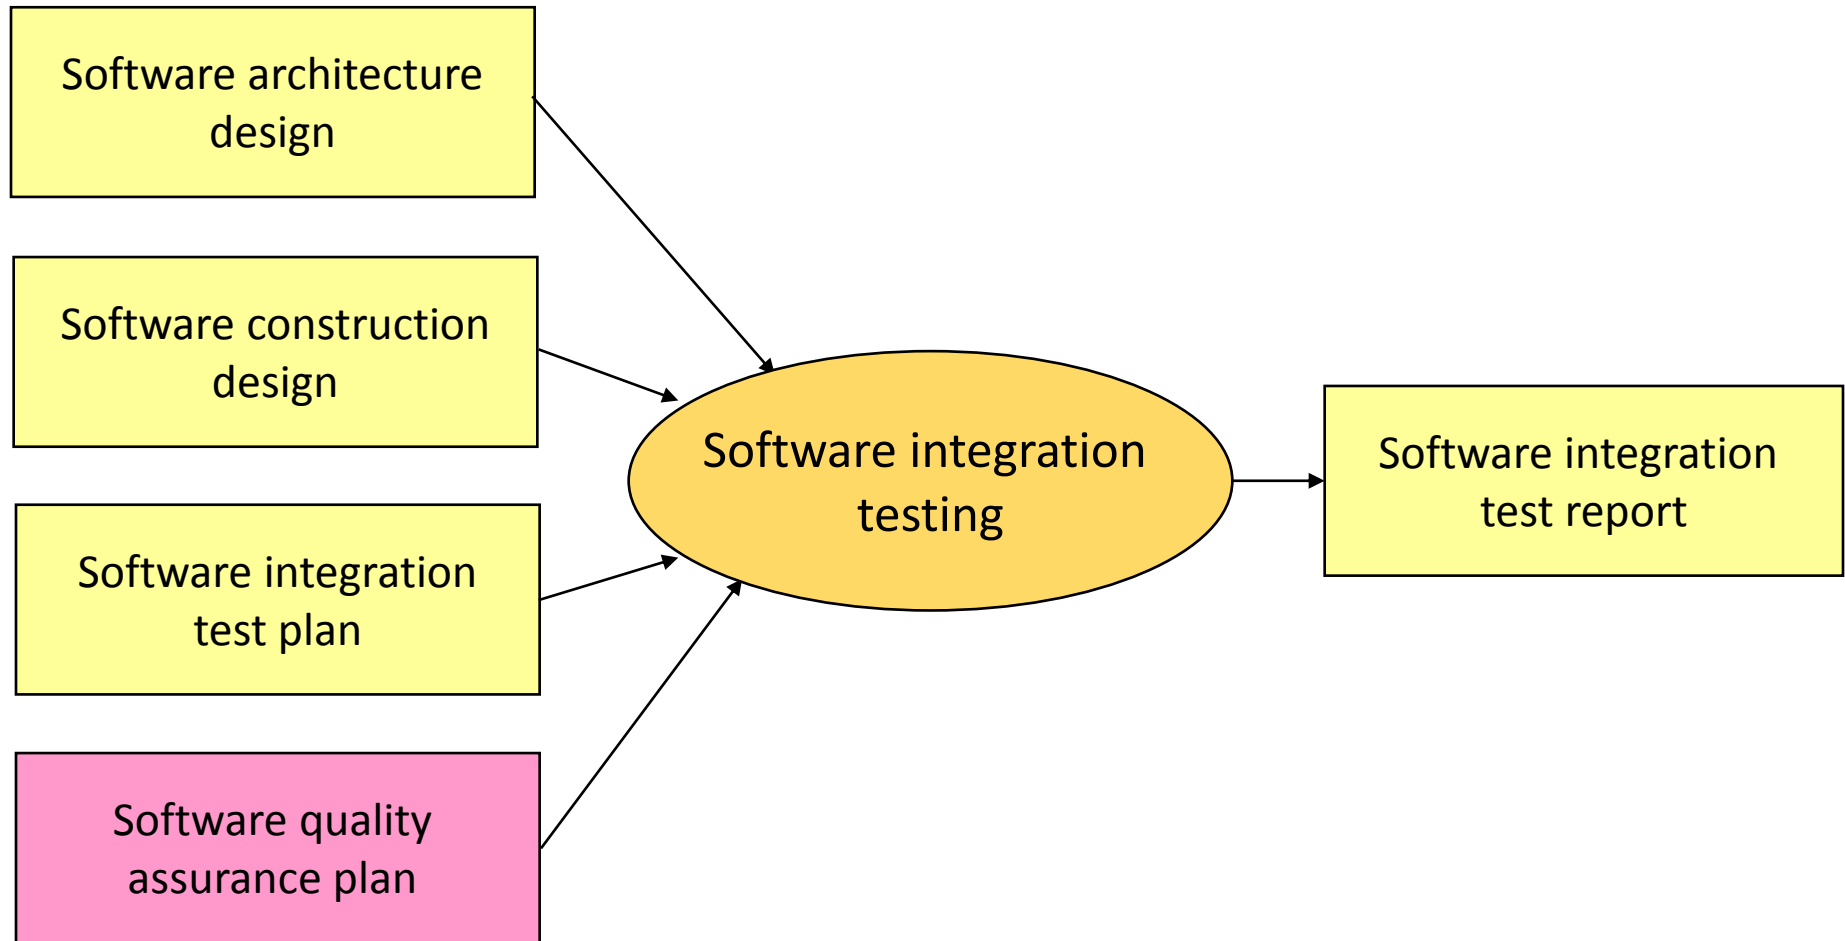 Software architecture
design
Software construction
design
Software integration
test plan
Software quality
assurance plan
Software integration
testing
Software integration
test report